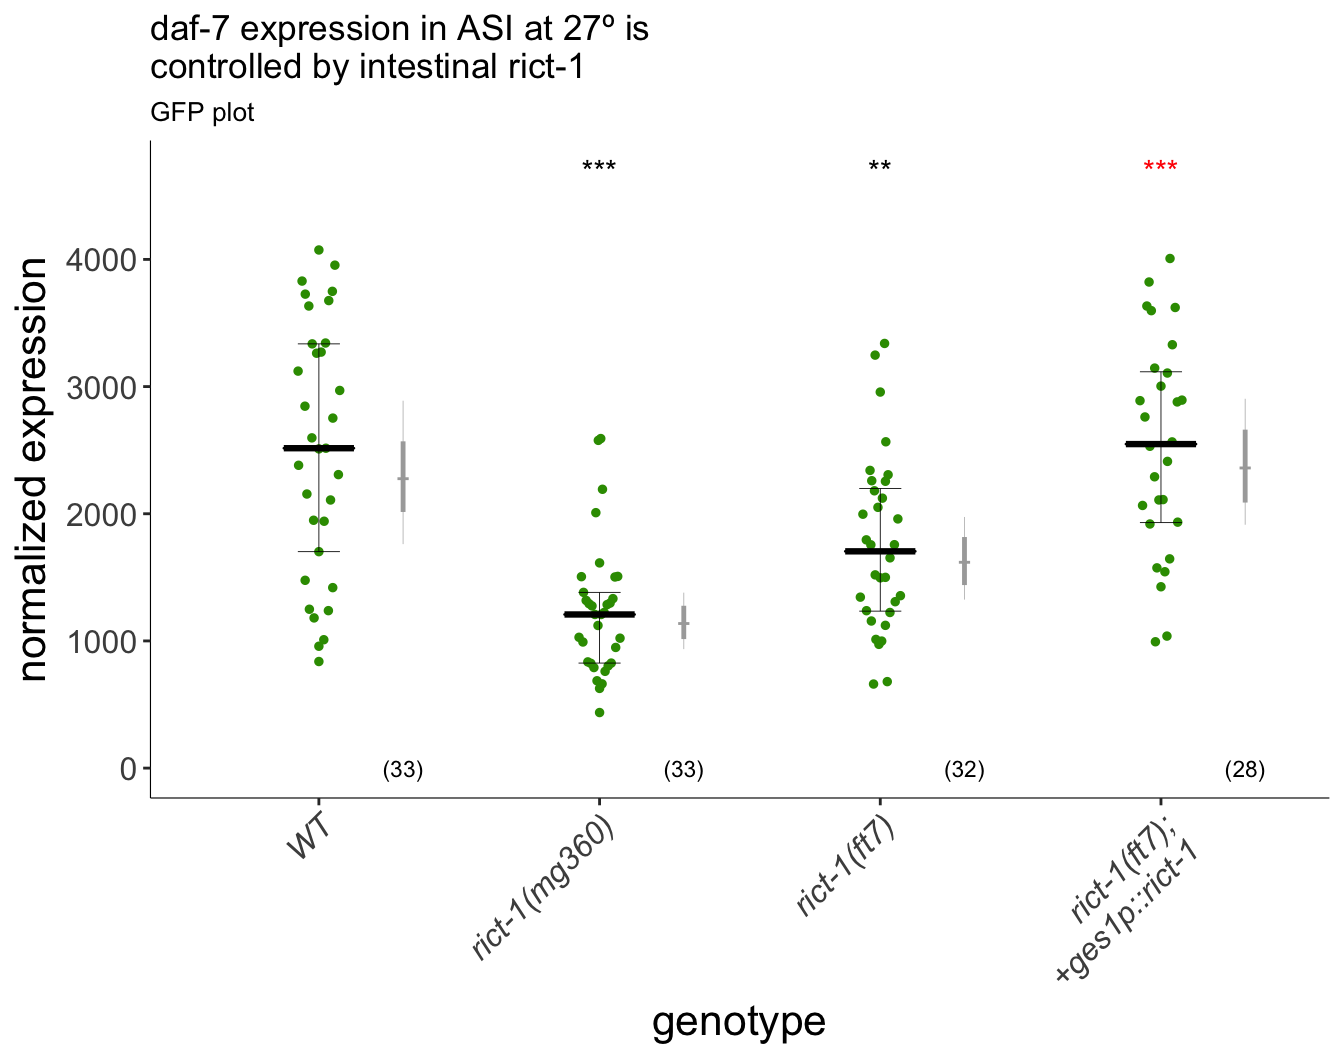 daf-7 expression in ASI at 27º is
controlled by intestinal rict-1
GFP plot
*** ** ***
normalized expression
4000
3000
2000
1000
0
(33) (33) (32) (28)
WT
rict-1(mg360)
rict-1(ft7)
rict-1(ft7);
+ges1p::rict-1
genotype